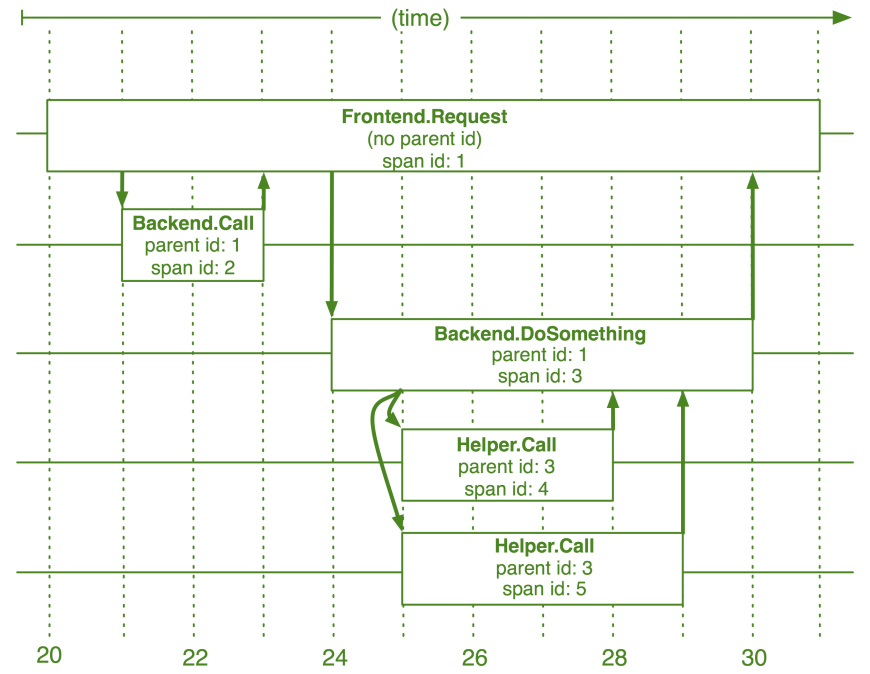 (time)
Frontend.Request
(no parent id)
span id: 1
Backend.Call
parent id: 1
span id: 2
Backend.DoSomething
parent id: 1
span id: 3
Helper.Call
parent id: 3
span id: 4
Helper.Call
parent id: 3
span id: 5
20 22 24 26 28 30